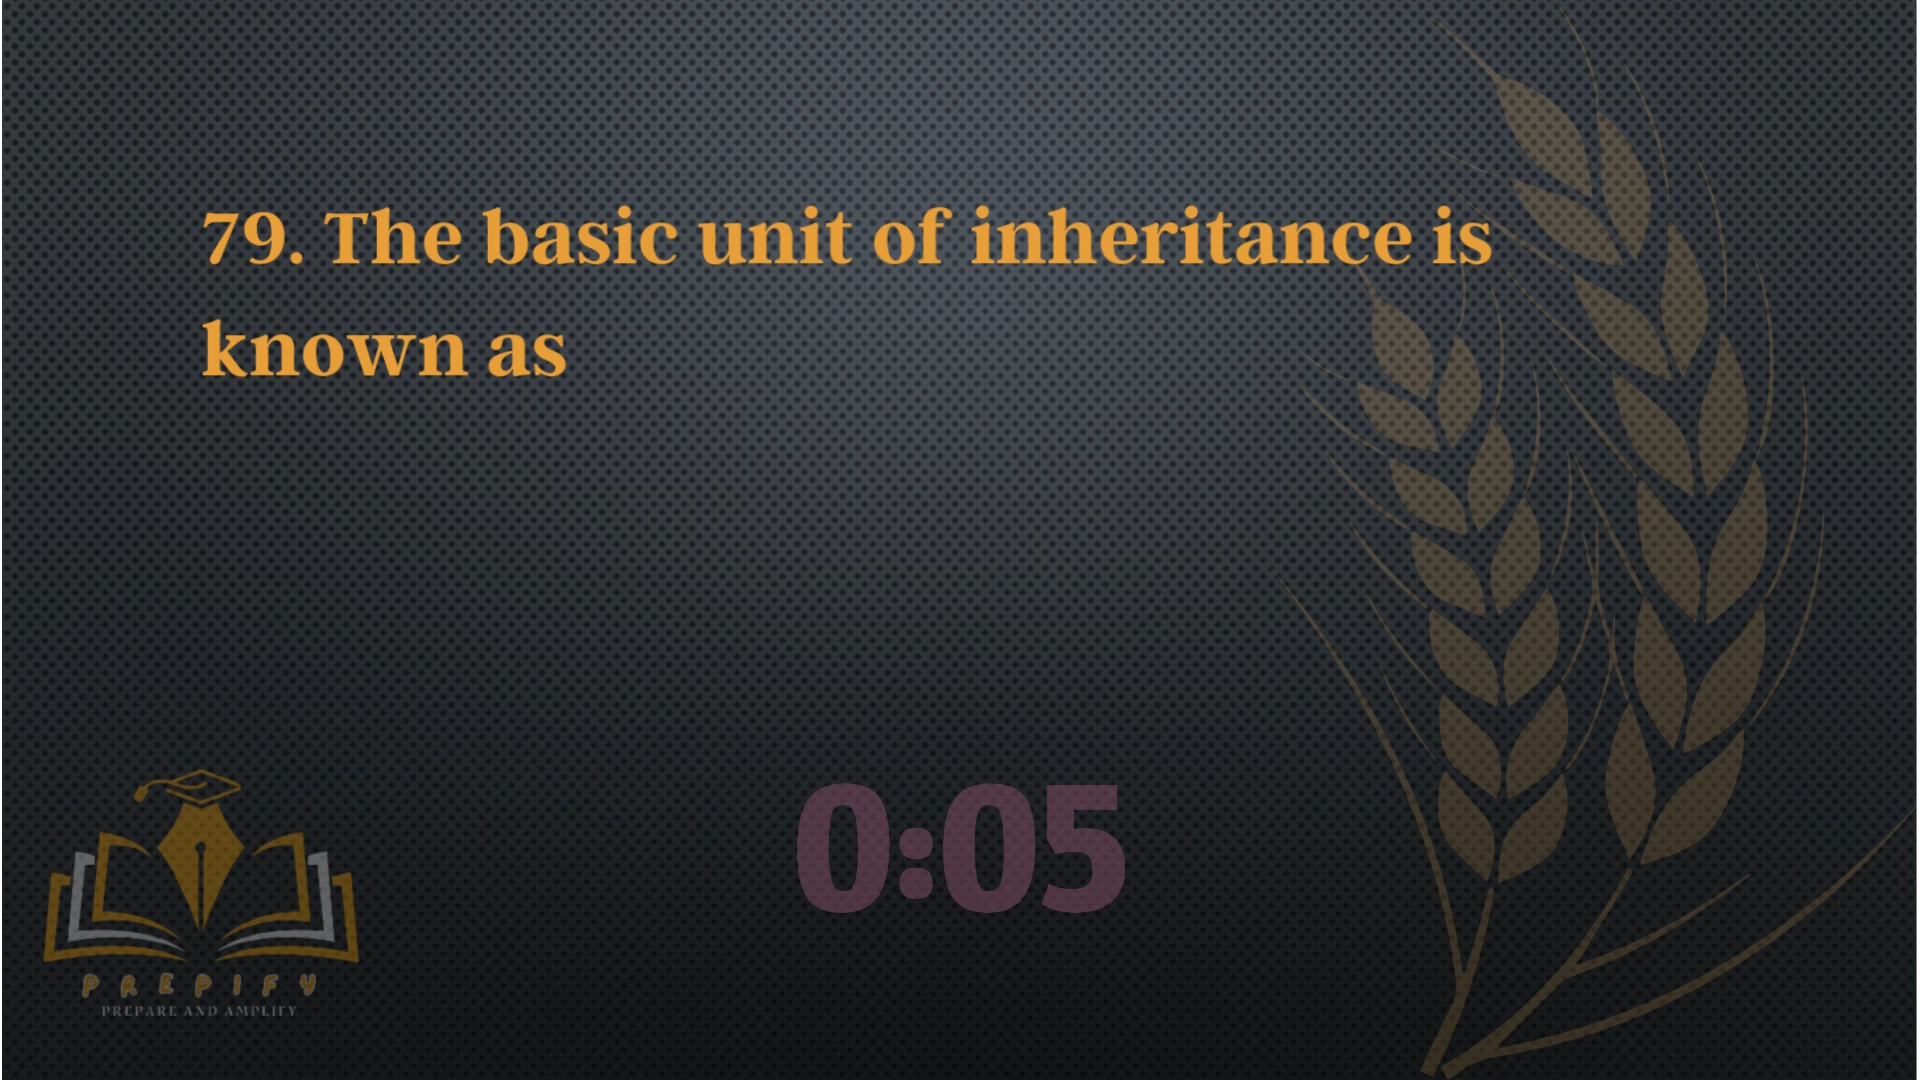 79. The basic unit of inheritance is
known as
0:05
PREPIFY
PREPARE AND AMPLIFY